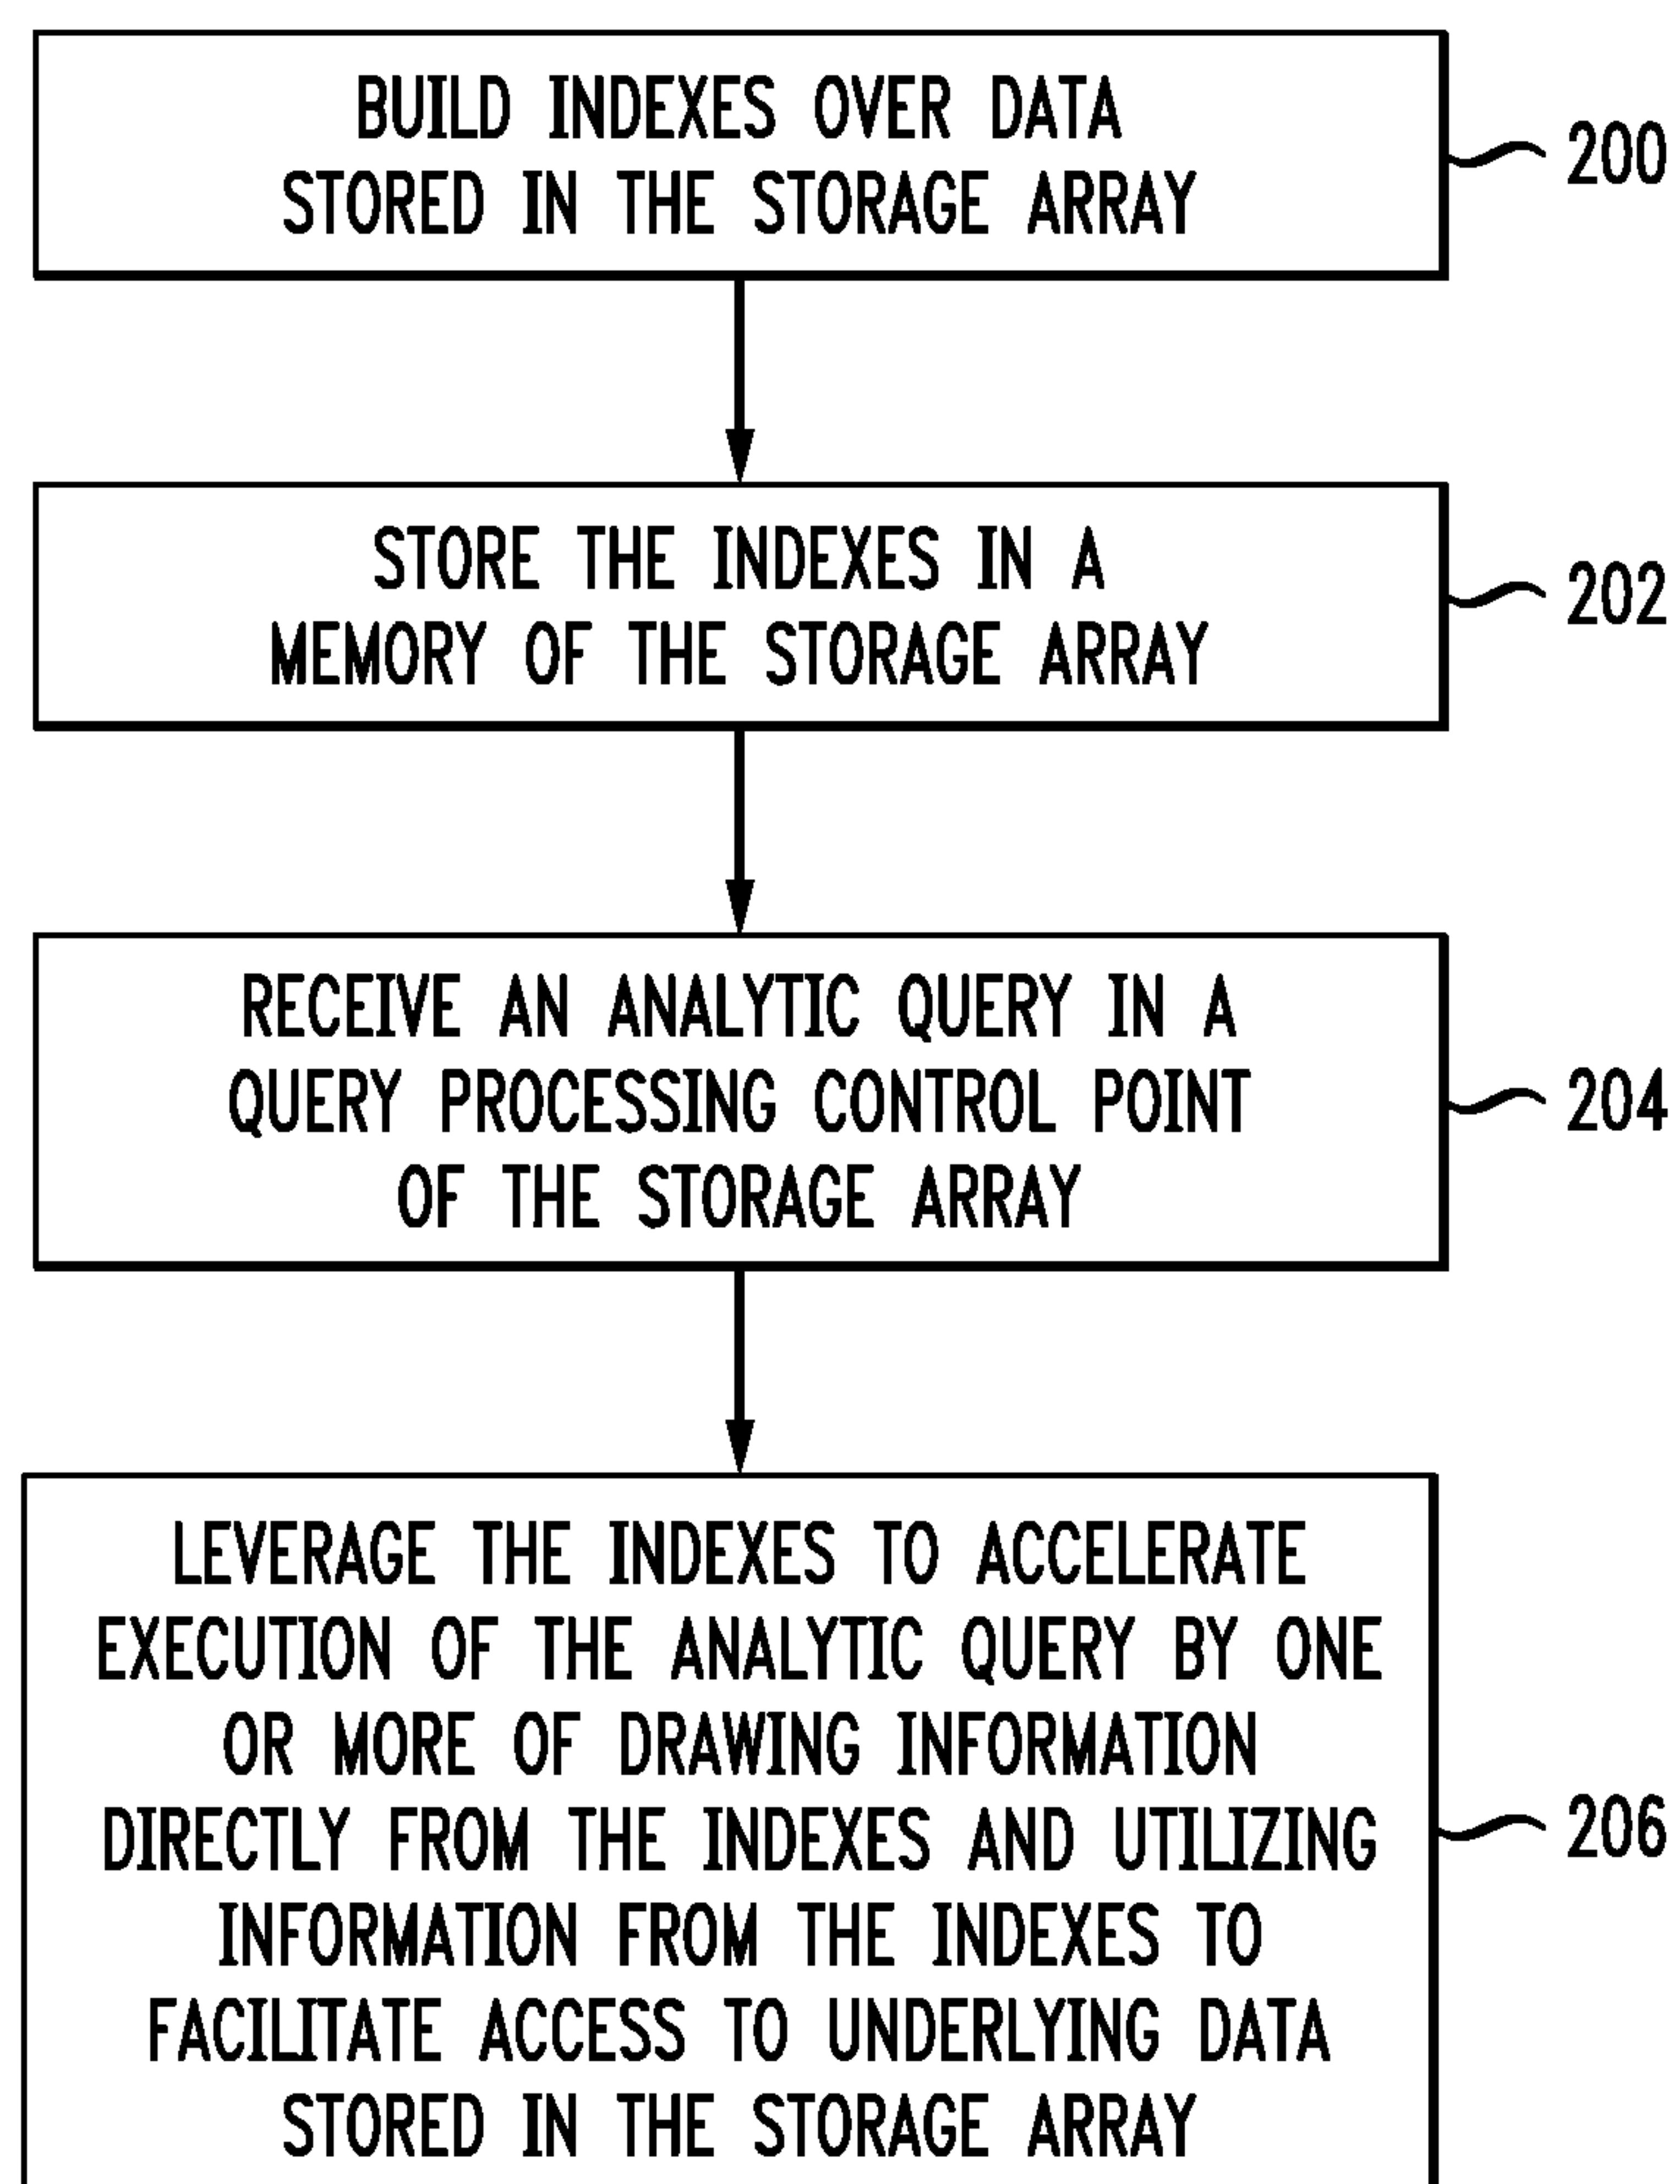 BUILD INDEXES OVER DATA
STORED IN THE STORAGE ARRAY
200
STORE THE INDEXES IN A
MEMORY OF THE STORAGE ARRAY
202
RECEIVE AN ANALYTIC QUERY IN A
QUERY PROCESSING CONTROL POINT
OF THE STORAGE ARRAY
204
LEVERAGE THE INDEXES TO ACCELERATE
EXECUTION OF THE ANALYTIC QUERY BY ONE
OR MORE OF DRAWING INFORMATION
DIRECTLY FROM THE INDEXES AND UTILIZING
INFORMATION FROM THE INDEXES TO
FACILITATE ACCESS TO UNDERLYING DATA
STORED IN THE STORAGE ARRAY
206